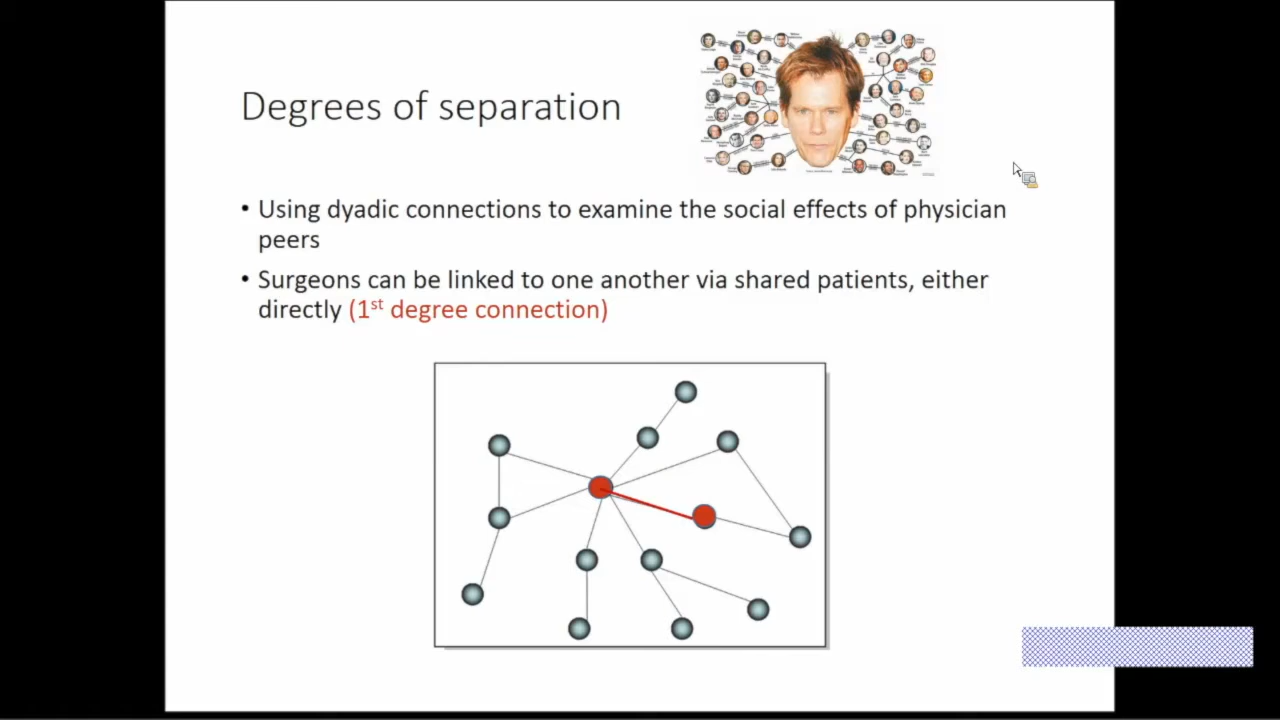 Degrees of separation
• Using dyadic connections to examine the social effects of physician
peers
• Surgeons can be linked to one another via shared patients, either
directly (1st degree connection)